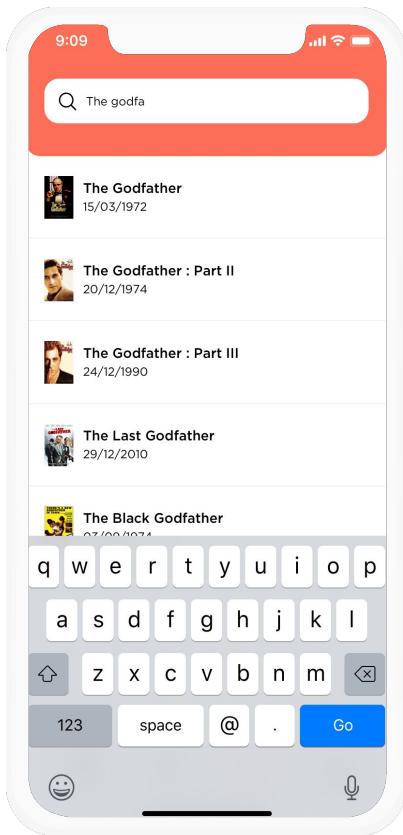 9:09
The godfa
The Godfather
15/03/1972
The Godfather : Part II
20/12/1974
The Godfather : Part III
24/12/1990
The Last Godfather
29/12/2010
The Black Godfather
q w e r t y u i o p
a s d f g h j k l
z x c v b n m
123 space @ . Go